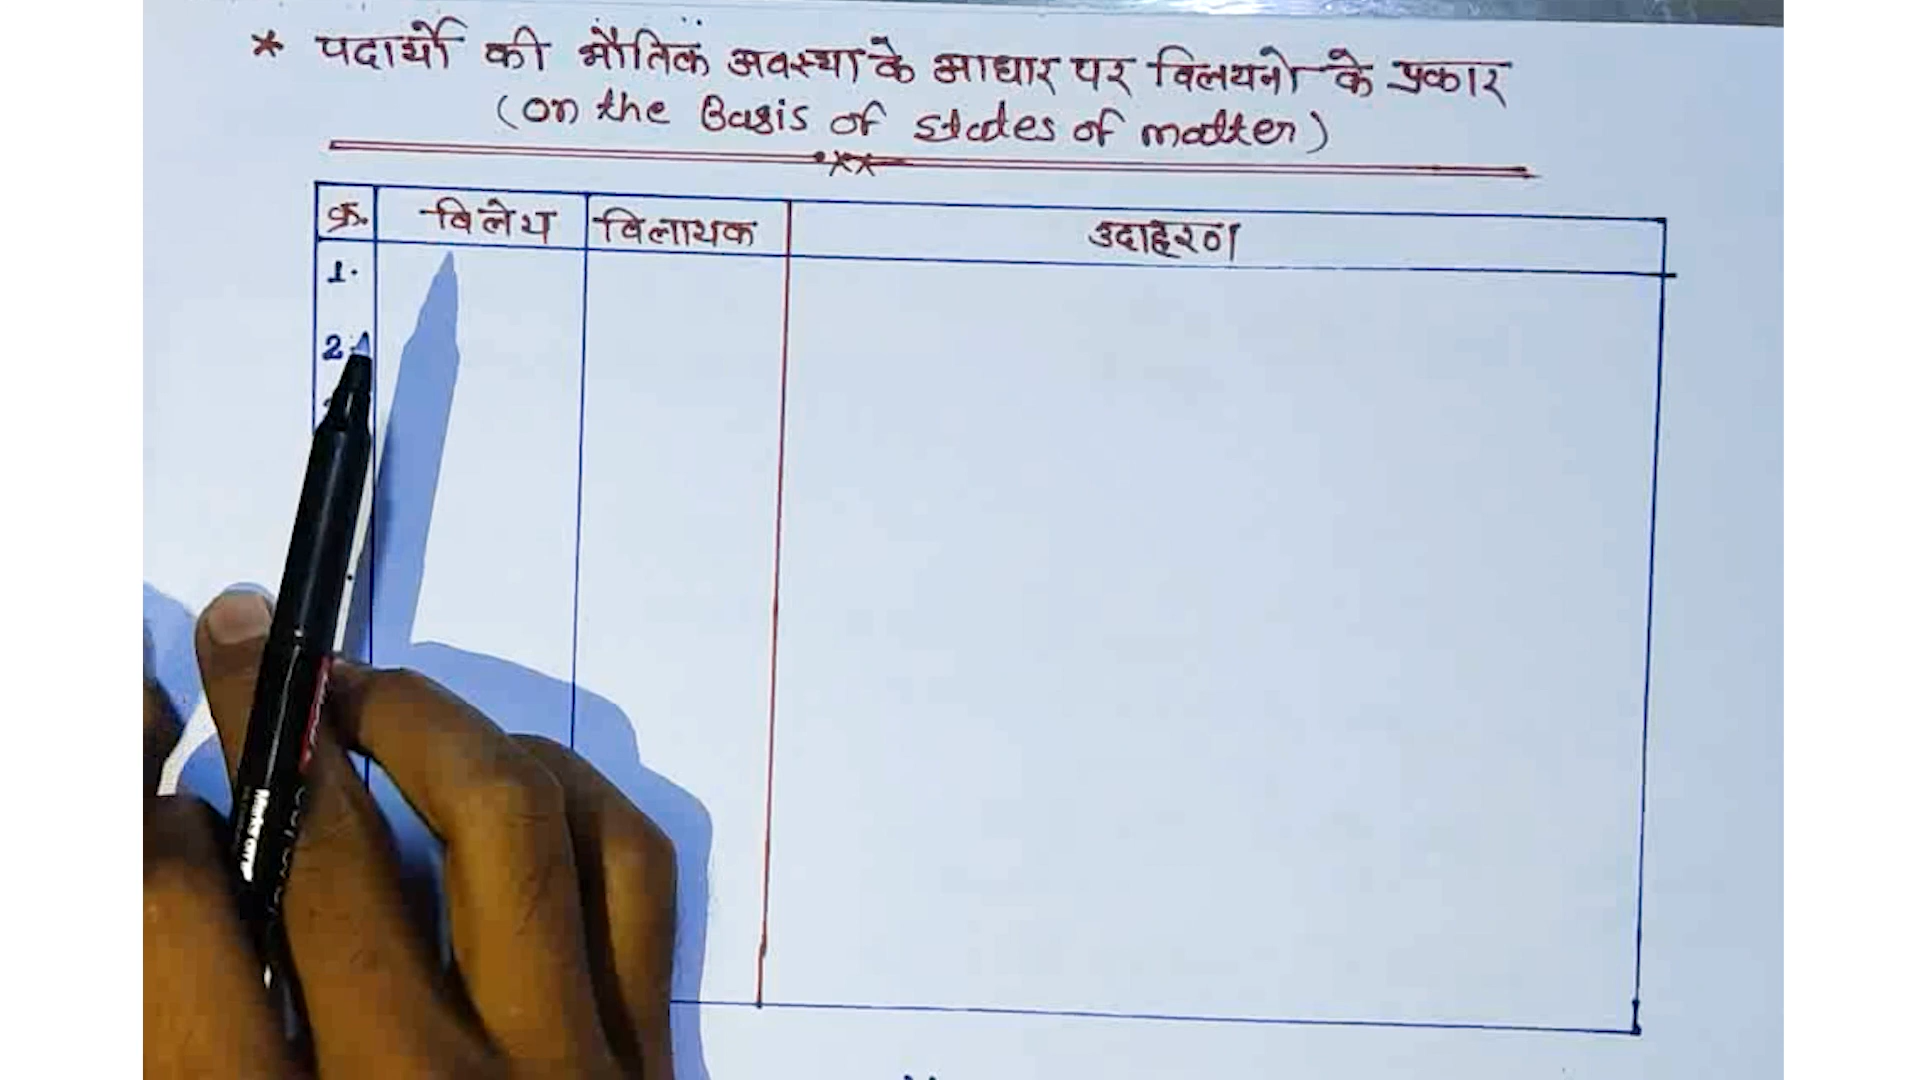 * पदार्थो की भौतिक अवस्था के आधार पर विलयनो के प्रकार
(on the Basis of states of matter)
क्र. विलेय विलायक उदाहरण
1.
2.